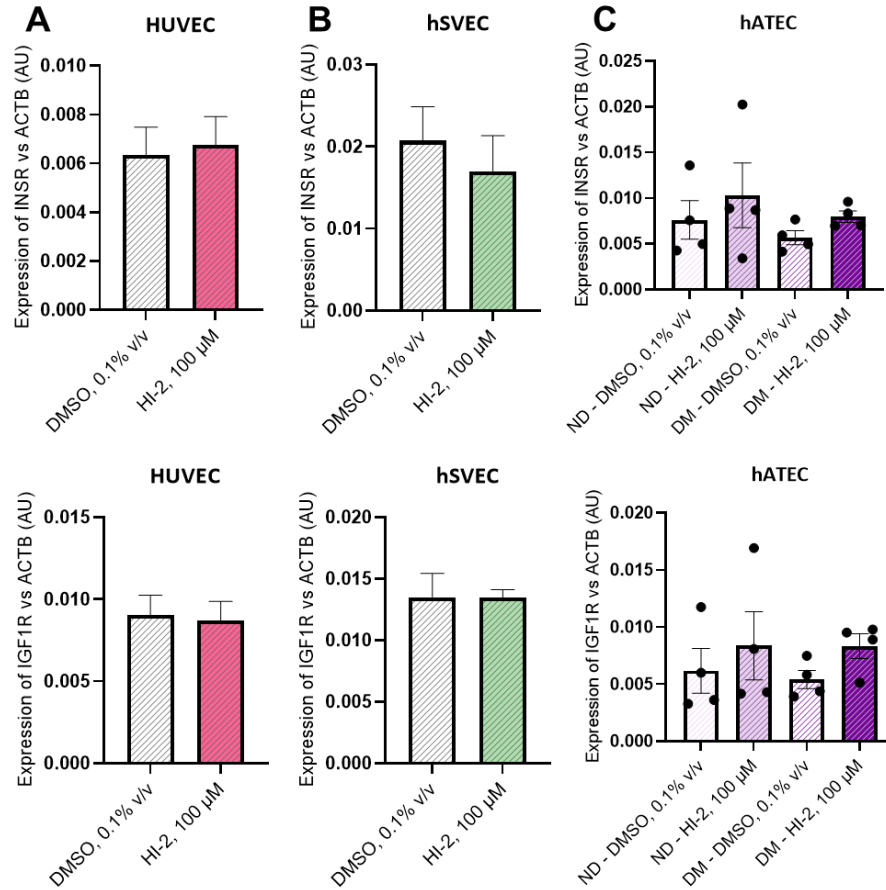 A
HUVEC
Expression of INSR vs ACTB (AU)
0.010
0.008
0.006
0.004
0.002
0.000
DMSO, 0.1% v/v
HI-2, 100 µM
B
hSVEC
Expression of INSR vs ACTB (AU)
0.03
0.02
0.01
0.00
DMSO, 0.1% v/v
HI-2, 100 µM
C
hATEC
Expression of INSR vs ACTB (AU)
0.025
0.020
0.015
0.010
0.005
0.000
ND - DMSO, 0.1% v/v
ND - HI-2, 100 µM
DM - DMSO, 0.1% v/v
DM - HI-2, 100 µM
HUVEC
Expression of IGF1R vs ACTB (AU)
0.015
0.010
0.005
0.000
DMSO, 0.1% v/v
HI-2, 100 µM
hSVEC
Expression of IGF1R vs ACTB (AU)
0.020
0.015
0.010
0.005
0.000
DMSO, 0.1% v/v
HI-2, 100 µM
hATEC
Expression of IGF1R vs ACTB (AU)
0.020
0.015
0.010
0.005
0.000
ND - DMSO, 0.1% v/v
ND - HI-2, 100 µM
DM - DMSO, 0.1% v/v
DM - HI-2, 100 µM